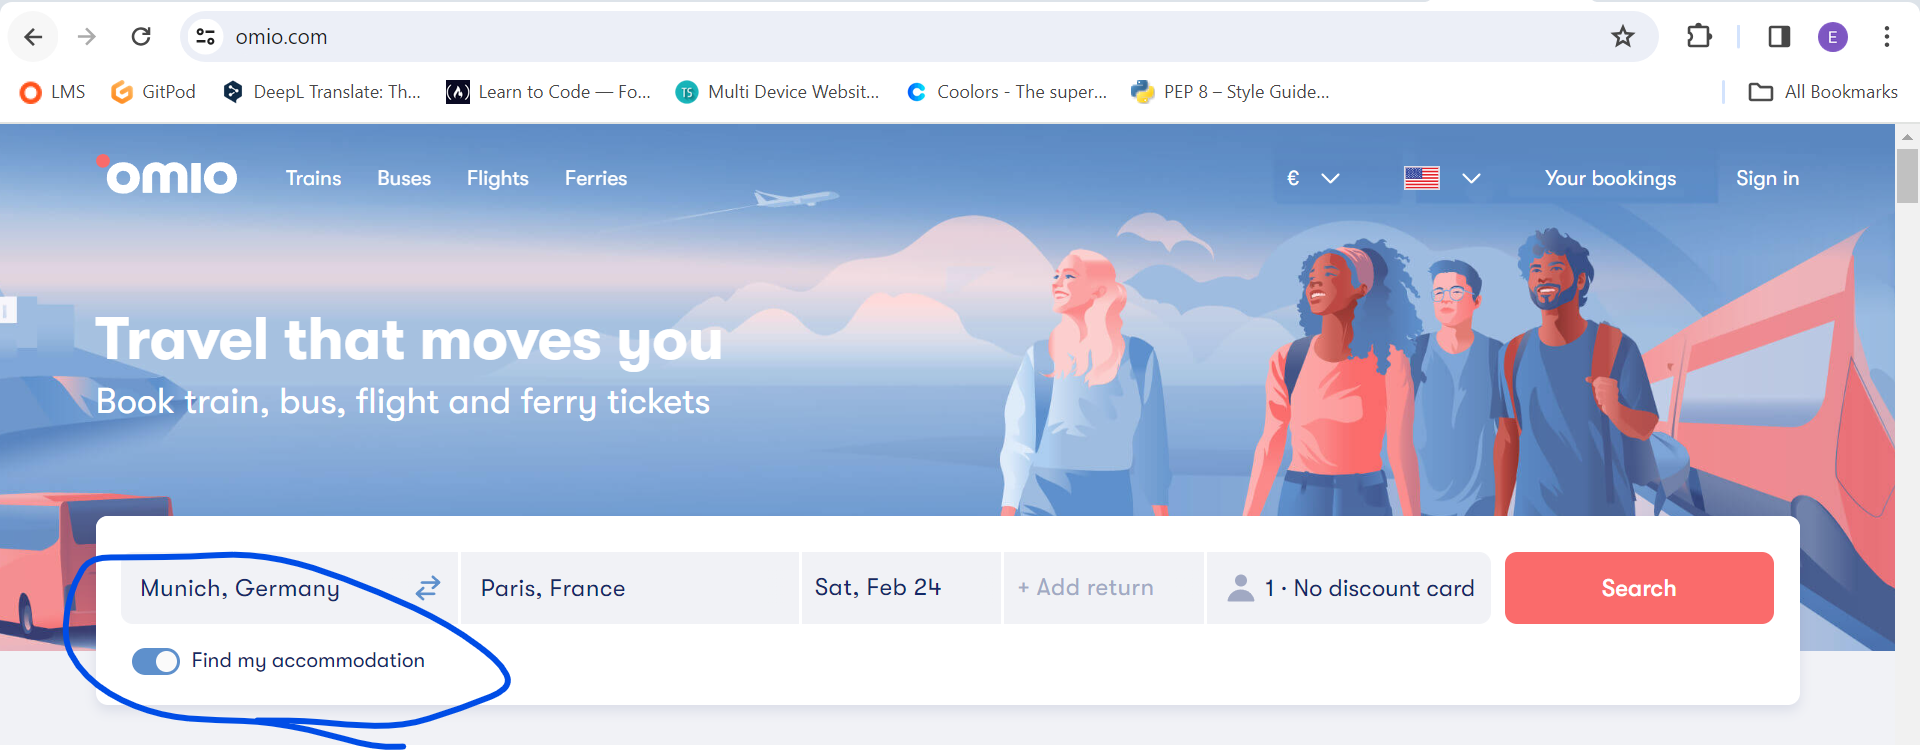 omio.com
E
LMS
GitPod
DeepL Translate: Th...
Learn to Code — Fo...
TS
Multi Device Websit...
Coolors - The super...
PEP 8 – Style Guide...
All Bookmarks
omio
Trains
Buses
Flights
Ferries
€
Your bookings
Sign in
Travel that moves you
Book train, bus, flight and ferry tickets
Munich, Germany
Paris, France
Sat, Feb 24
+ Add return
1 · No discount card
Search
Find my accommodation